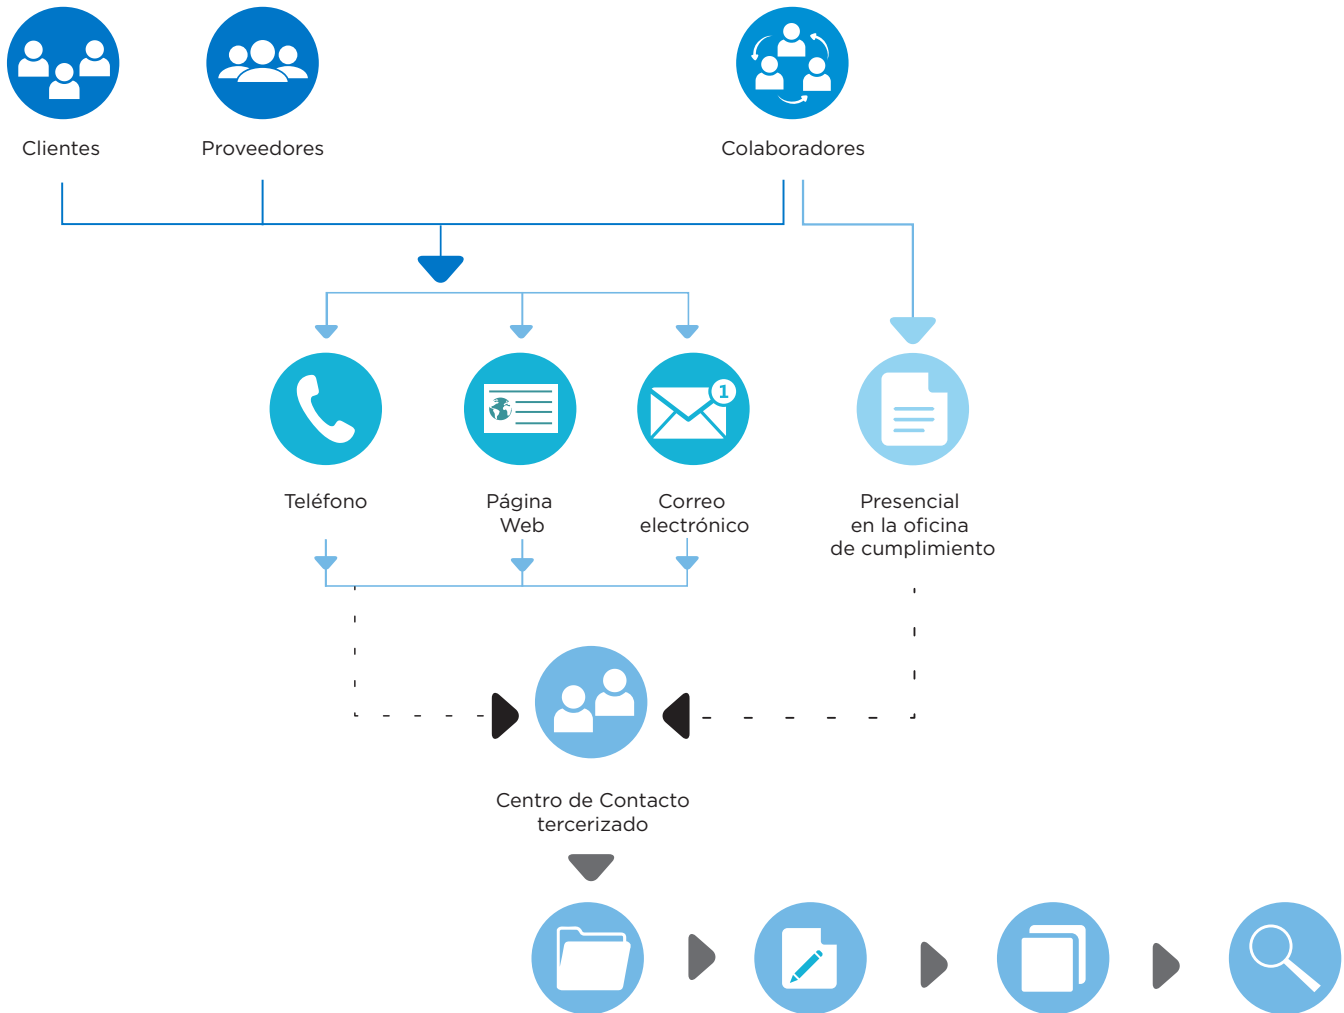 Clientes
Proveedores
Colaboradores
1
Teléfono
Página
Web
Correo
electrónico
Presencial
en la oficina
de cumplimiento
Centro de Contacto
tercerizado